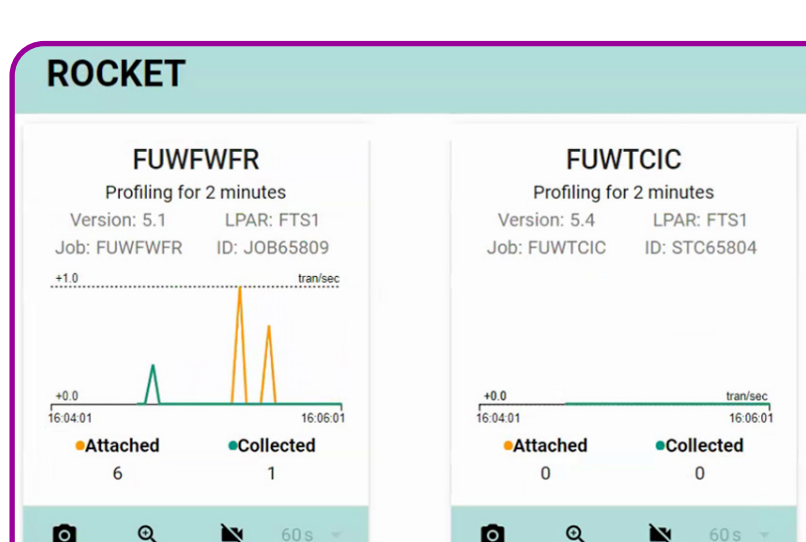 ROCKET
FUWFWFR
Profiling for 2 minutes
Version: 5.1 LPAR: FTS1
Job: FUWFWFR ID: JOB65809
+1.0 tran/sec
+0.0
16:04:01 16:06:01
Attached Collected
6 1
60 s
FUWTCIC
Profiling for 2 minutes
Version: 5.4 LPAR: FTS1
Job: FUWTCIC ID: STC65804
+0.0 tran/sec
16:04:01 16:06:01
Attached Collected
0 0
60 s